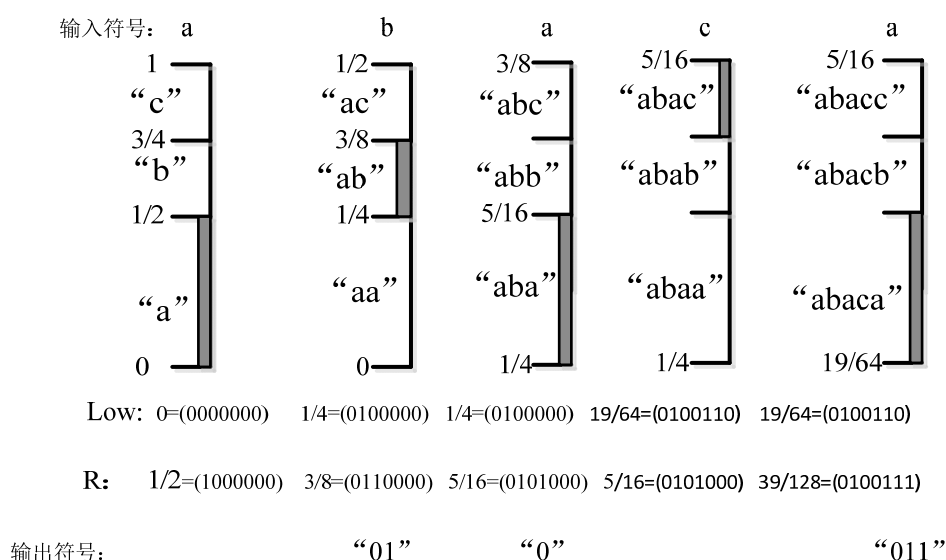 输入符号: a b a c a
1 1/2 3/8 5/16 5/16
“c” “ac” “abc” “abac” “abacc”
3/4 3/8
“b” “ab” “abb” “abab” “abacb”
1/2 1/4 5/16
“a” “aa” “aba” “abaa” “abaca”
0 0 1/4 1/4 19/64
Low: 0=(0000000) 1/4=(0100000) 1/4=(0100000) 19/64=(0100110) 19/64=(0100110)
R: 1/2=(1000000) 3/8=(0110000) 5/16=(0101000) 5/16=(0101000) 39/128=(0100111)
输出符号: “01” “0” “011”